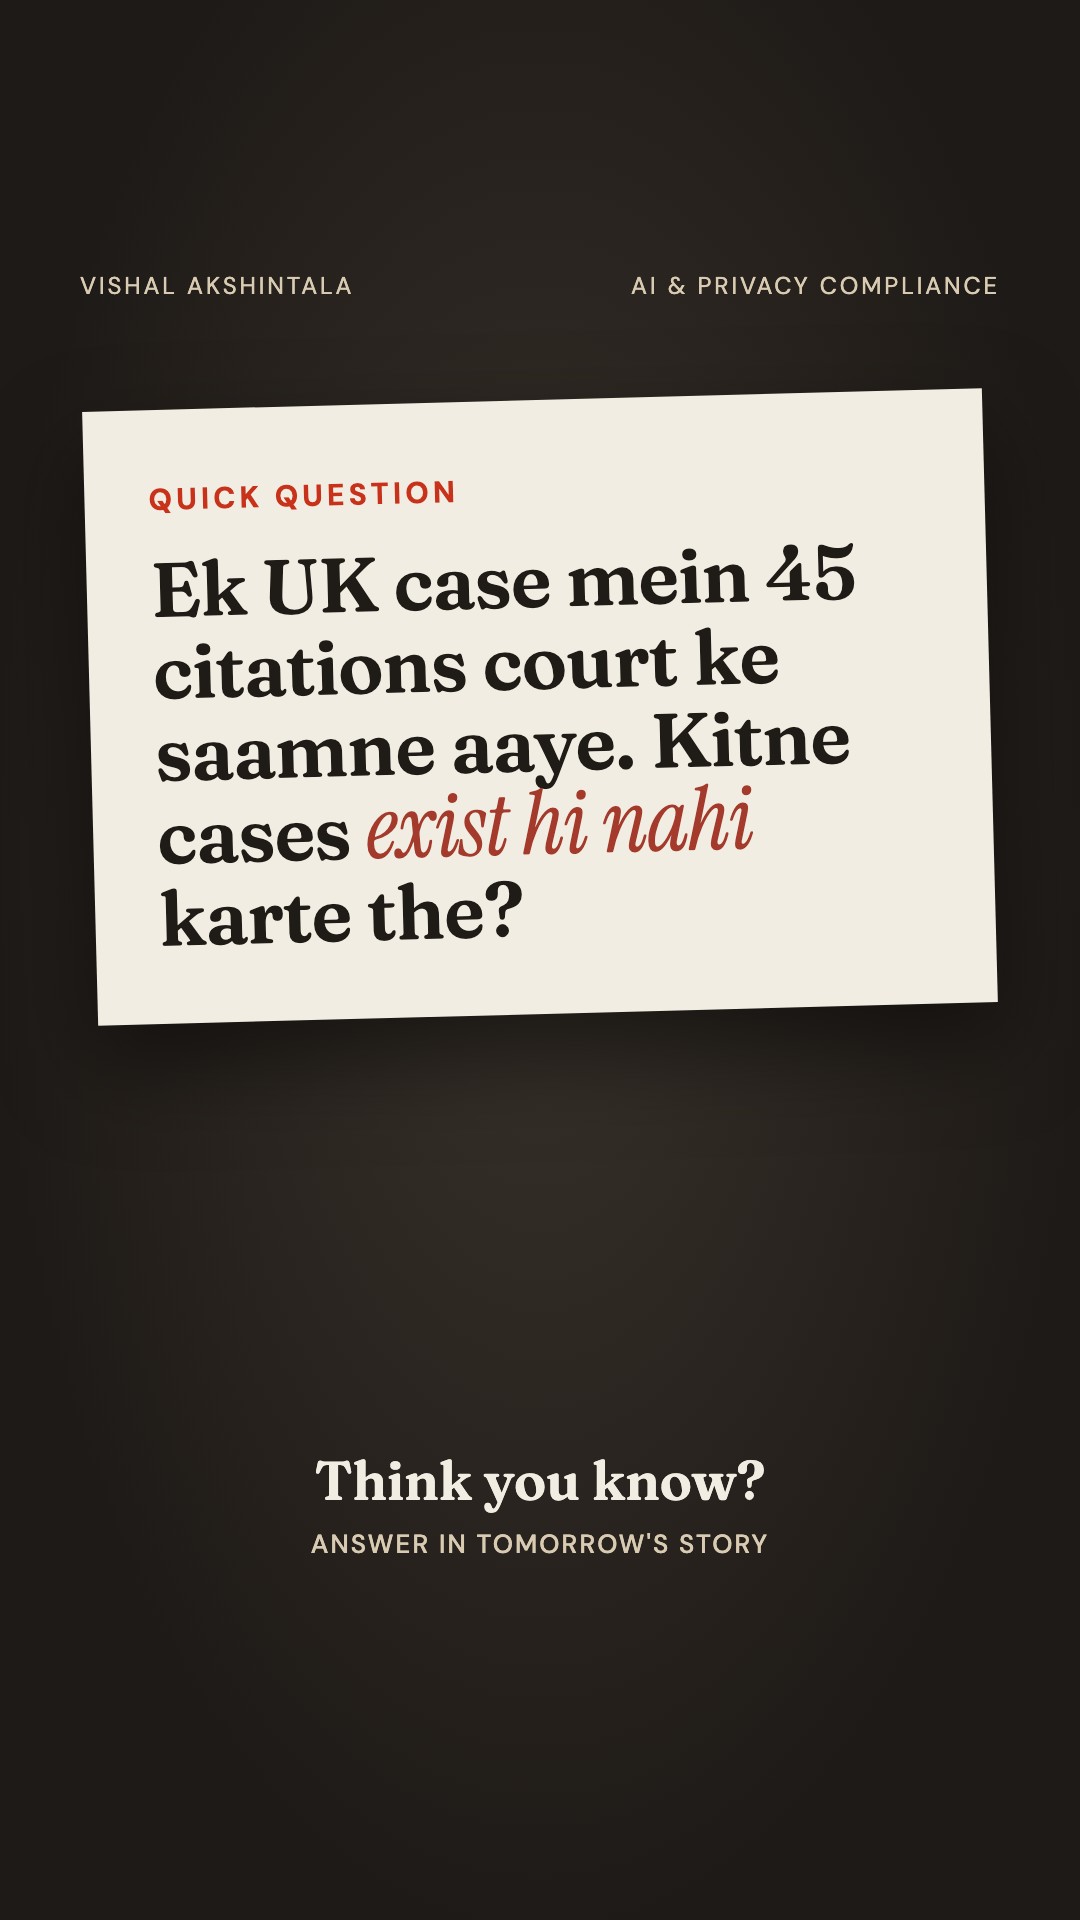 VISHAL AKSHINTALA
AI & PRIVACY COMPLIANCE
QUICK QUESTION
Ek UK case mein 45
citations court ke
saamne aaye. Kitne
cases exist hi nahi
karte the?
Think you know?
ANSWER IN TOMORROW'S STORY